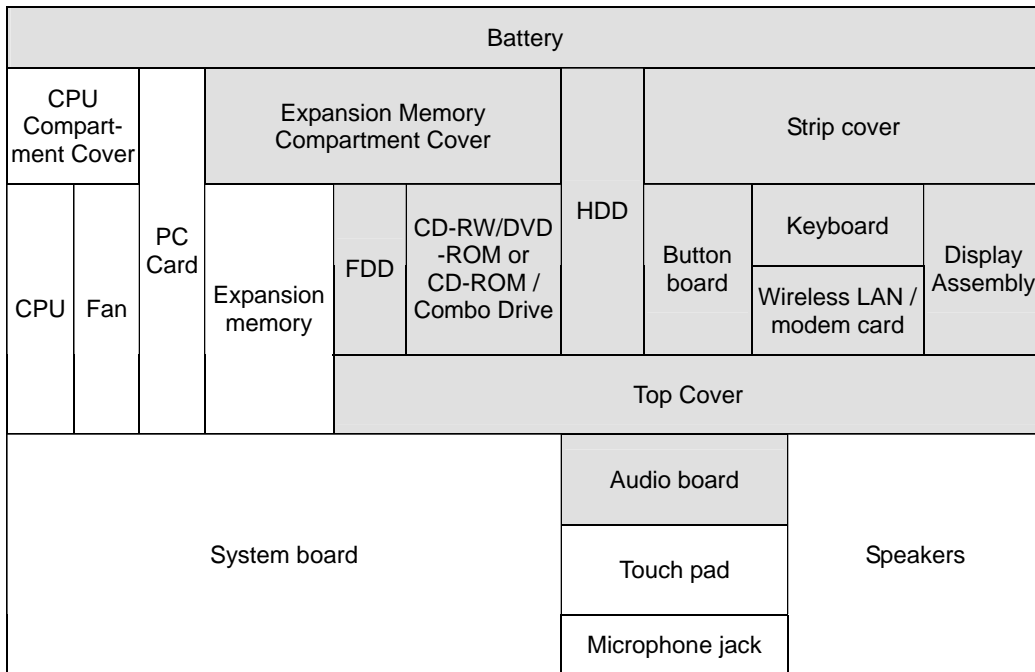 Battery
CPU
Compart-
ment Cover
PC
Card
Expansion Memory
Compartment Cover
HDD
Strip cover
CPU
Fan
Expansion
memory
FDD
CD-RW/DVD
-ROM or
CD-ROM /
Combo Drive
Button
board
Keyboard
Wireless LAN /
modem card
Display
Assembly
Top Cover
System board
Audio board
Touch pad
Microphone jack
Speakers